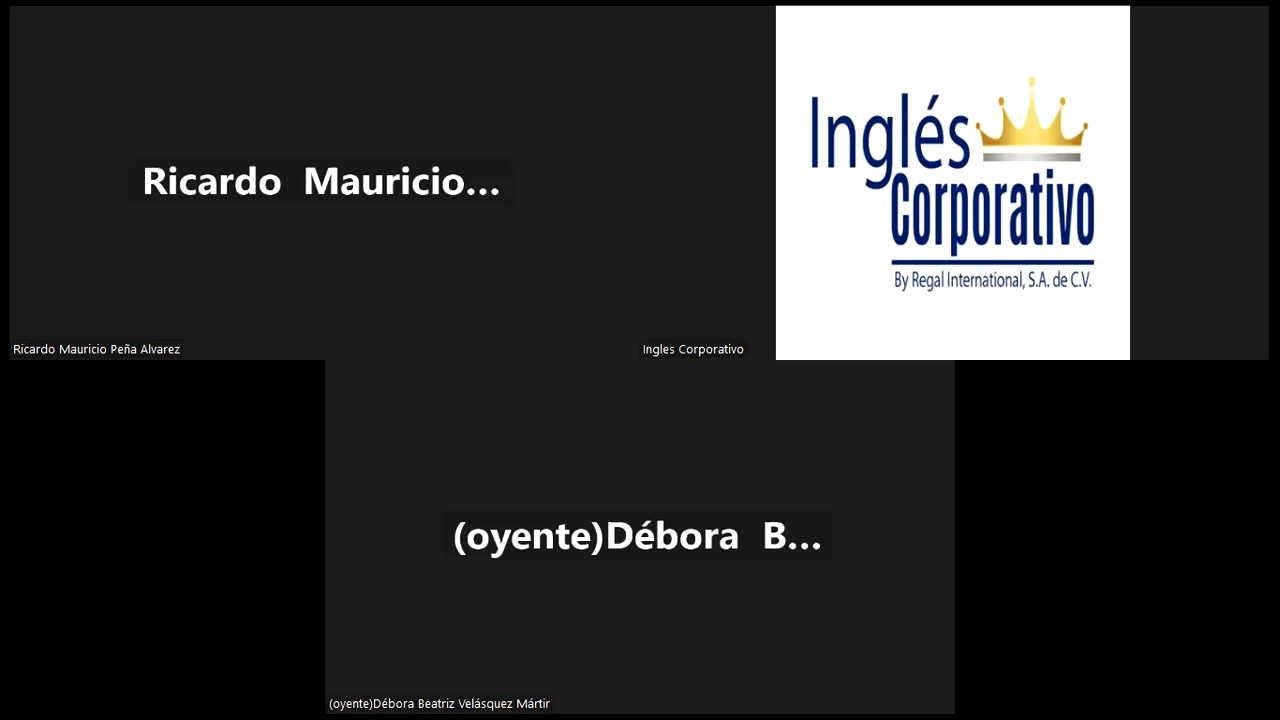 Ricardo Mauricio...
Ricardo Mauricio Peña Alvarez
Inglés
Corporativo
By Regal International, S.A. de C.V.
Ingles Corporativo
(oyente)Débora B...
(oyente)Débora Beatriz Velásquez Mártir